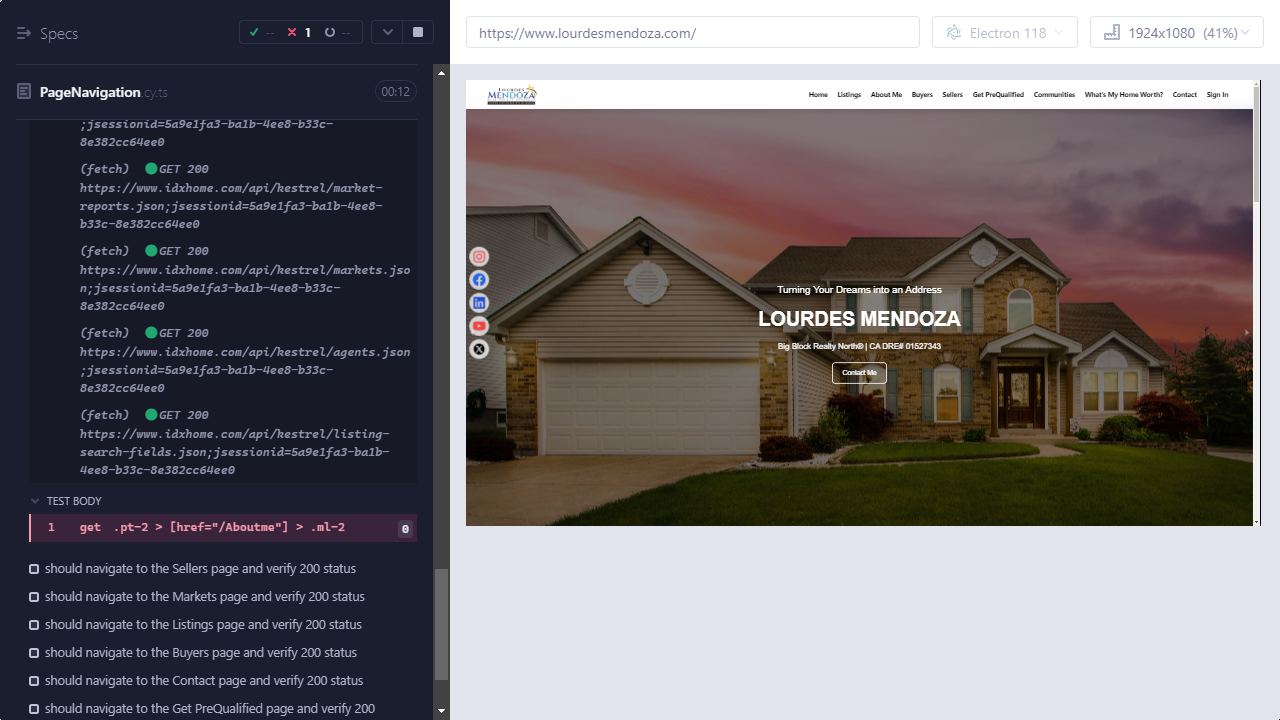 Specs
-- 1 --
PageNavigation.cy.ts
00:12
;jsessionid=5a9e1fa3-ba1b-4ee8-b33c-
8e382cc64ee0
(fetch) GET 200
https://www.idxhome.com/api/kestrel/market-
reports.json;jsessionid=5a9e1fa3-ba1b-4ee8-
b33c-8e382cc64ee0
(fetch) GET 200
https://www.idxhome.com/api/kestrel/markets.jso
n;jsessionid=5a9e1fa3-ba1b-4ee8-b33c-
8e382cc64ee0
(fetch) GET 200
https://www.idxhome.com/api/kestrel/agents.json
;jsessionid=5a9e1fa3-ba1b-4ee8-b33c-
8e382cc64ee0
(fetch) GET 200
https://www.idxhome.com/api/kestrel/listing-
search-fields.json;jsessionid=5a9e1fa3-ba1b-
4ee8-b33c-8e382cc64ee0
TEST BODY
1 get .pt-2 > [href="/Aboutme"] > .ml-2 0
should navigate to the Sellers page and verify 200 status
should navigate to the Markets page and verify 200 status
should navigate to the Listings page and verify 200 status
should navigate to the Buyers page and verify 200 status
should navigate to the Contact page and verify 200 status
should navigate to the Get PreQualified page and verify 200
https://www.lourdesmendoza.com/
Electron 118
1924x1080 (41%)
LOURDES
MENDOZA
Home Listings About Me Buyers Sellers Get PreQualified Communities What's My Home Worth? Contact Sign In
Turning Your Dreams into an Address
LOURDES MENDOZA
Big Block Realty North® | CA DRE# 01527343
Contact Me